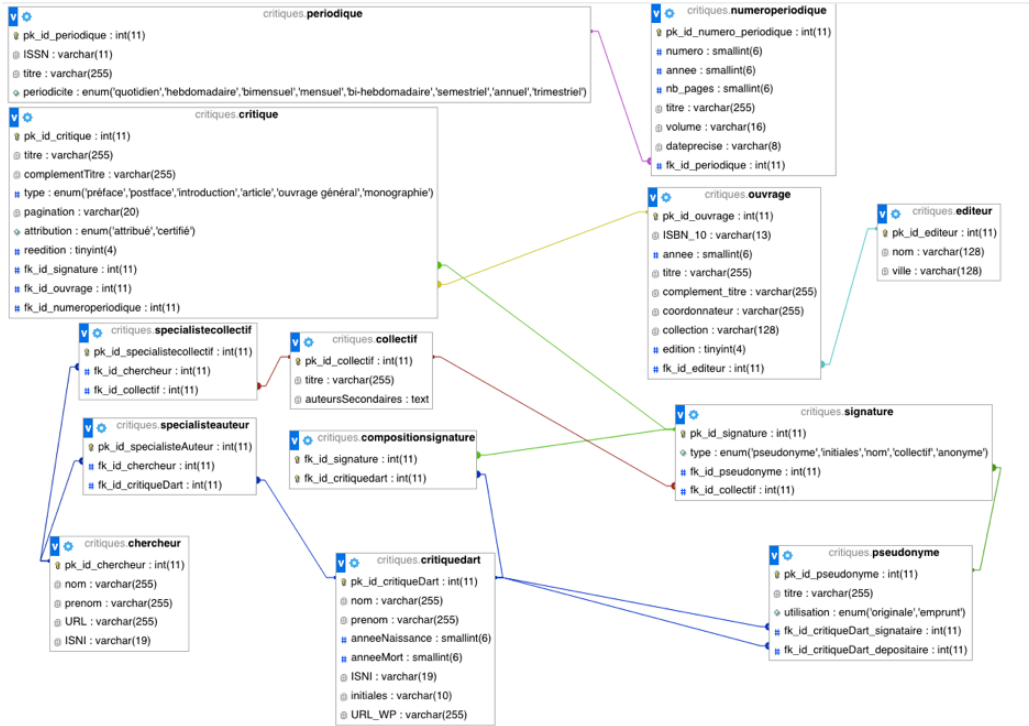 critiques.periodique
pk_id_periodique : int(11)
ISSN : varchar(11)
titre : varchar(255)
periodicite : enum('quotidien','hebdomadaire','bimensuel','mensuel','bi-hebdomadaire','semestriel','annuel','trimestriel')
critiques.numeroperiodique
pk_id_numero_periodique : int(11)
numero : smallint(6)
annee : smallint(6)
nb_pages : smallint(6)
titre : varchar(255)
volume : varchar(16)
dateprecise : varchar(8)
fk_id_periodique : int(11)
critiques.critique
pk_id_critique : int(11)
titre : varchar(255)
complementTitre : varchar(255)
type : enum('préface','postface','introduction','article','ouvrage général','monographie')
pagination : varchar(20)
attribution : enum('attribué','certifié')
reedition : tinyint(4)
fk_id_signature : int(11)
fk_id_ouvrage : int(11)
fk_id_numeroperiodique : int(11)
critiques.ouvrage
pk_id_ouvrage : int(11)
ISBN_10 : varchar(13)
annee : smallint(6)
titre : varchar(255)
complement_titre : varchar(255)
coordonnateur : varchar(255)
collection : varchar(128)
edition : tinyint(4)
fk_id_editeur : int(11)
critiques.editeur
pk_id_editeur : int(11)
nom : varchar(128)
ville : varchar(128)
critiques.specialistecollectif
pk_id_specialistecollectif : int(11)
fk_id_chercheur : int(11)
fk_id_collectif : int(11)
critiques.collectif
pk_id_collectif : int(11)
titre : varchar(255)
auteursSecondaires : text
critiques.specialisteauteur
pk_id_specialisteAuteur : int(11)
fk_id_chercheur : int(11)
fk_id_critiqueDart : int(11)
critiques.compositionsignature
fk_id_signature : int(11)
fk_id_critiquedart : int(11)
critiques.signature
pk_id_signature : int(11)
type : enum('pseudonyme','initiales','nom','collectif','anonyme')
fk_id_pseudonyme : int(11)
fk_id_collectif : int(11)
critiques.chercheur
pk_id_chercheur : int(11)
nom : varchar(255)
prenom : varchar(255)
URL : varchar(255)
ISNI : varchar(19)
critiques.critiquedart
pk_id_critiqueDart : int(11)
nom : varchar(255)
prenom : varchar(255)
anneeNaissance : smallint(6)
anneeMort : smallint(6)
ISNI : varchar(19)
initiales : varchar(10)
URL_WP : varchar(255)
critiques.pseudonyme
pk_id_pseudonyme : int(11)
titre : varchar(255)
utilisation : enum('originale','emprunt')
fk_id_critiqueDart_signataire : int(11)
fk_id_critiqueDart_depositaire : int(11)